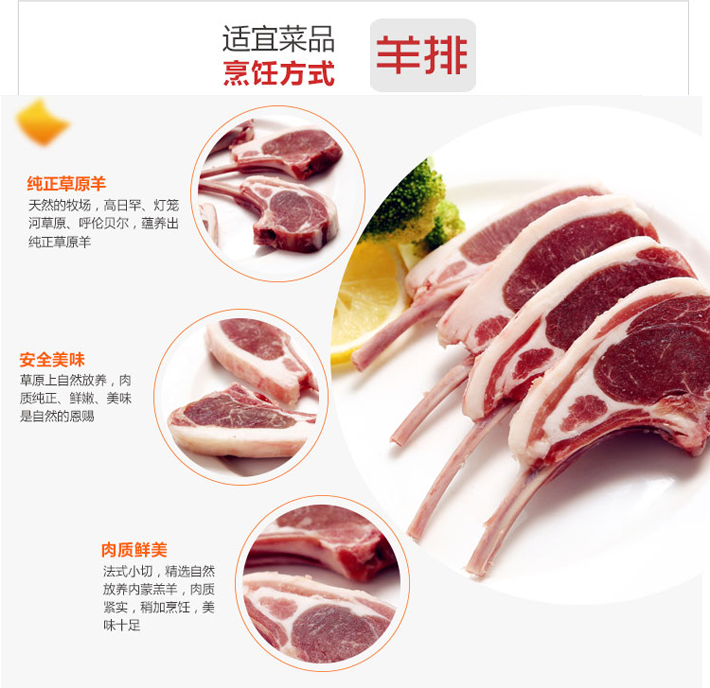 适宜菜品
烹饪方式
羊排
纯正草原羊
天然的牧场，高日罕、灯笼
河草原、呼伦贝尔，蕴养出
纯正草原羊
安全美味
草原上自然放养，肉
质纯正、鲜嫩、美味
是自然的恩赐
肉质鲜美
法式小切，精选自然
放养内蒙羔羊，肉质
紧实，稍加烹饪，美
味十足